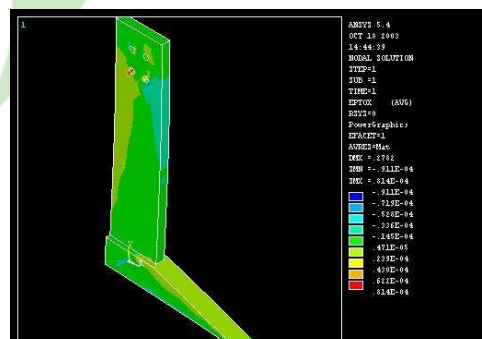 1
ANSYS 5.4
OCT 18 2003
14:44:39
NODAL SOLUTION
STEP=1
SUB =1
TIME=1
EPTOX (AVG)
RSYS=0
PowerGraphics
EFACET=1
AVRES=Mat
DMX =.2782
SMN =-.911E-04
SMX =.814E-04
-.911E-04
-.719E-04
-.528E-04
-.336E-04
-.145E-04
.471E-05
.239E-04
.430E-04
.622E-04
.814E-04